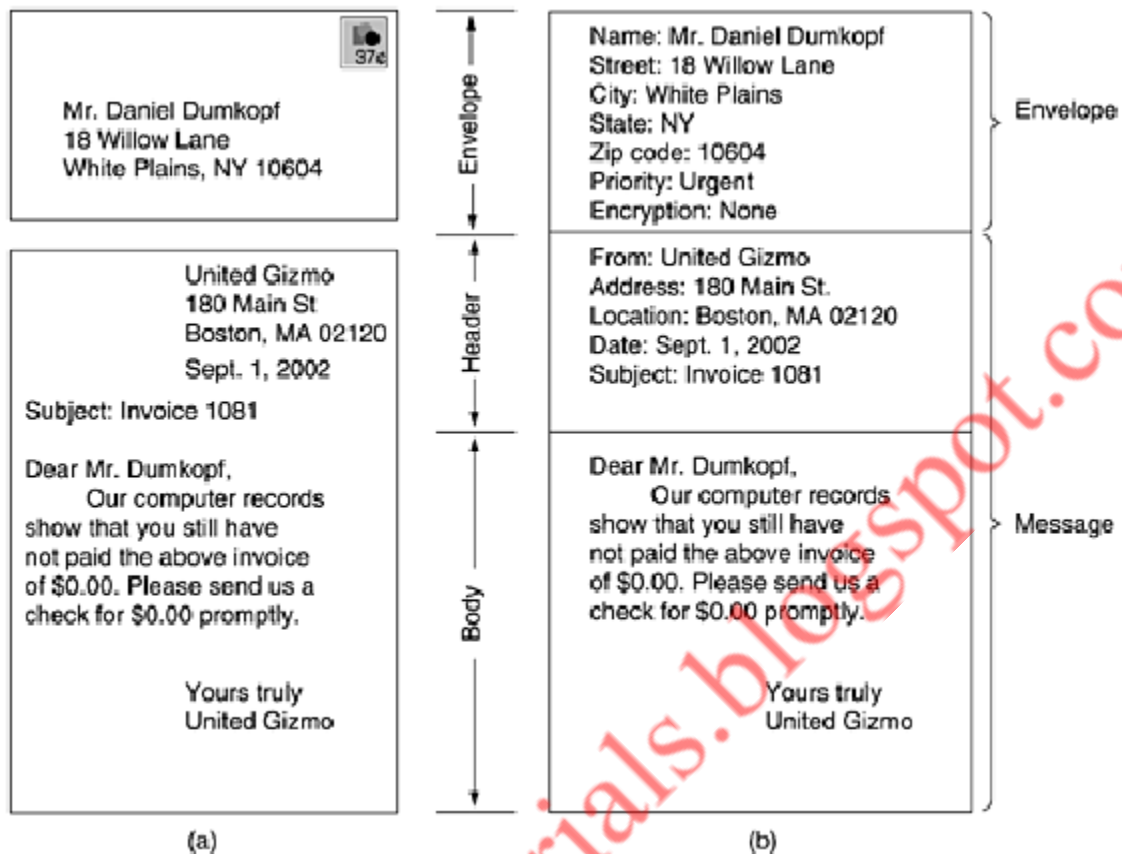 37¢
Mr. Daniel Dumkopf
18 Willow Lane
White Plains, NY 10604
United Gizmo
180 Main St
Boston, MA 02120
Sept. 1, 2002
Subject: Invoice 1081
Dear Mr. Dumkopf,
Our computer records
show that you still have
not paid the above invoice
of $0.00. Please send us a
check for $0.00 promptly.
Yours truly
United Gizmo
(a)
Envelope
Header
Body
Name: Mr. Daniel Dumkopf
Street: 18 Willow Lane
City: White Plains
State: NY
Zip code: 10604
Priority: Urgent
Encryption: None
From: United Gizmo
Address: 180 Main St.
Location: Boston, MA 02120
Date: Sept. 1, 2002
Subject: Invoice 1081
Dear Mr. Dumkopf,
Our computer records
show that you still have
not paid the above invoice
of $0.00. Please send us a
check for $0.00 promptly.
Yours truly
United Gizmo
(b)
Envelope
Message
rials.blogspot.co